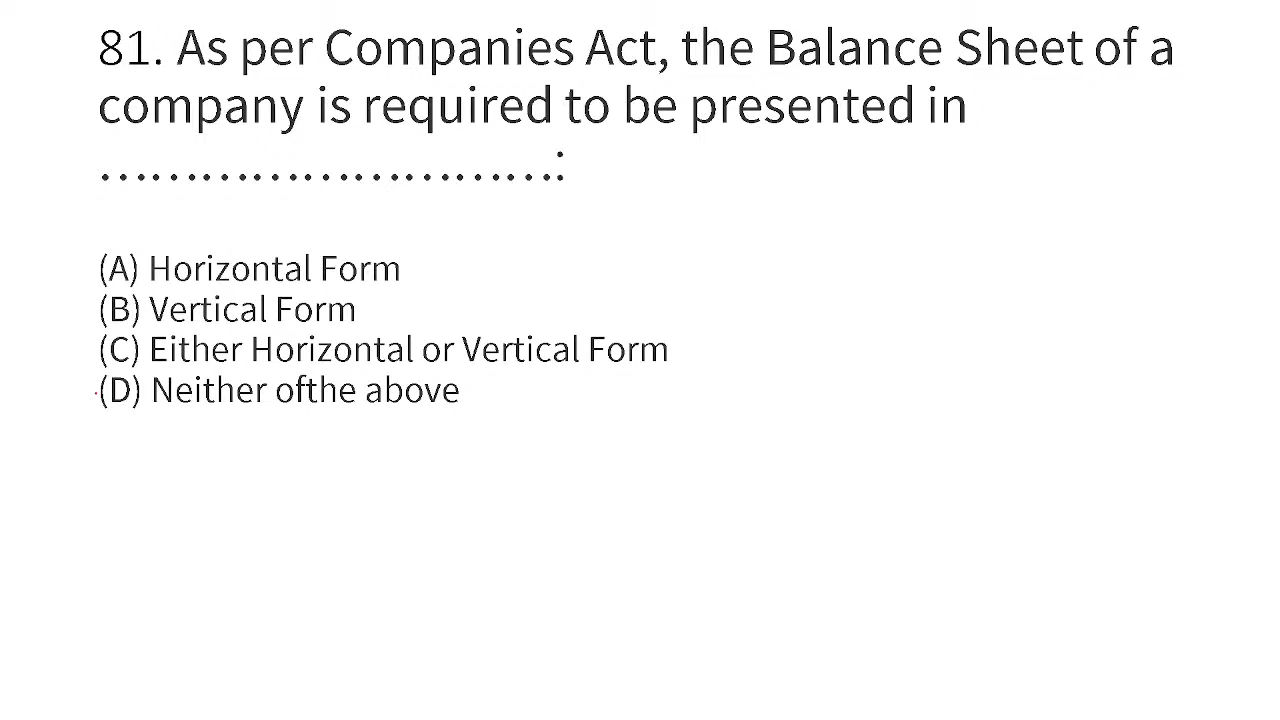 81. As per Companies Act, the Balance Sheet of a
company is required to be presented in
………………………:
(A) Horizontal Form
(B) Vertical Form
(C) Either Horizontal or Vertical Form
(D) Neither ofthe above